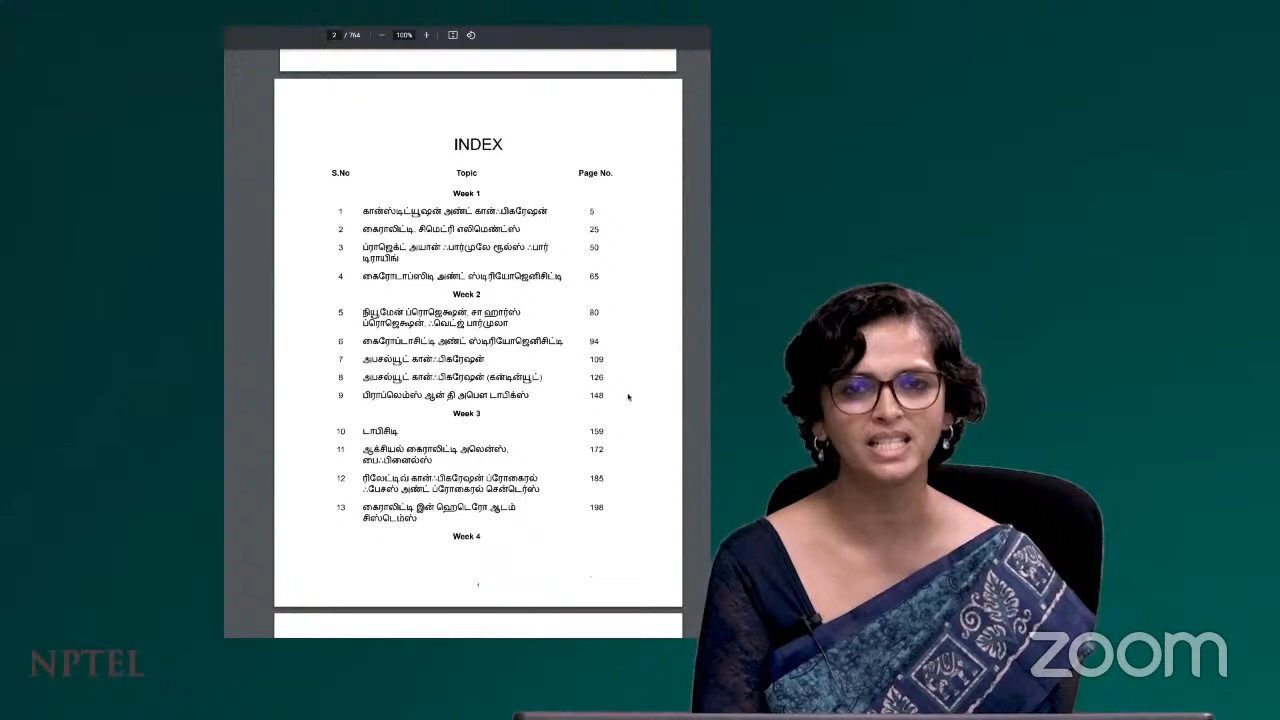 2 / 764 − 100% +
INDEX
S.No Topic Page No.
Week 1
1 கான்ஸ்டிட்யூஷன் அண்ட் கான்ஃபிகரேஷன் 5
2 கைராலிட்டி, சிமெட்ரி எலிமெண்ட்ஸ் 25
3 ப்ராஜெக்ட் அயான் ஃபார்முலே ரூல்ஸ் ஃபார் 50
டிராயிங்
4 கைரோடாப்ஸிடி அண்ட் ஸ்டிரியோஜெனிசிட்டி 65
Week 2
5 நியூமேன் ப்ரொஜெக்ஷன், சா ஹார்ஸ் 80
ப்ரொஜெக்ஷன், ஃவெட்ஜ் பார்முலா
6 கைரோப்டாசிட்டி அண்ட் ஸ்டிரியோஜெனிசிட்டி 94
7 அபசல்யூட் கான்ஃபிகரேஷன் 109
8 அபசல்யூட் கான்ஃபிகரேஷன் (கன்டின்யூட்) 126
9 பிராப்லெம்ஸ் ஆன் தி அபௌ டாபிக்ஸ் 148
Week 3
10 டாபிசிடி 159
11 ஆக்சியல் கைராலிட்டி அலென்ஸ், 172
பைஃபினைல்ஸ்
12 ரிலேட்டிவ் கான்ஃபிகரேஷன் ப்ரோகைரல் 185
ஃபேசஸ் அண்ட் ப்ரோகைரல் சென்டெர்ஸ்
13 கைராலிட்டி இன் ஹெடெரோ ஆடம் 198
சிஸ்டெம்ஸ்
Week 4
1
NPTEL
zoom